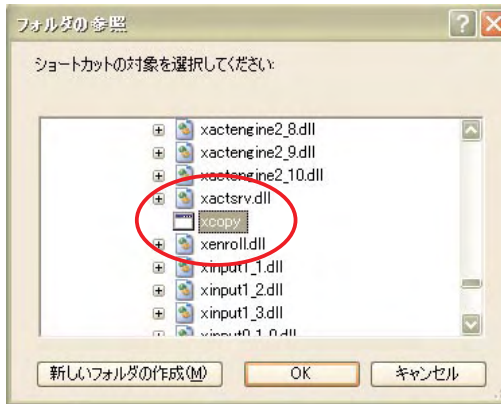 フォルダの参照
ショートカットの対象を選択してください:
xactengine2_8.dll
xactengine2_9.dll
xactengine2_10.dll
xactsrv.dll
xcopy
xenroll.dll
xinput1_1.dll
xinput1_2.dll
xinput1_3.dll
新しいフォルダの作成(M)
OK
キャンセル